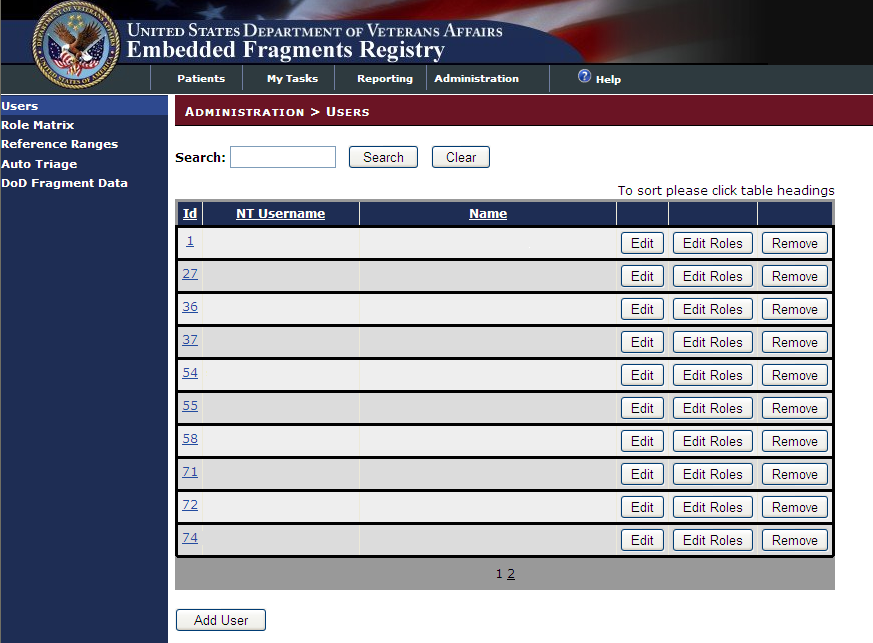 UNITED STATES DEPARTMENT OF VETERANS AFFAIRS
Embedded Fragments Registry
Patients My Tasks Reporting Administration ? Help
Users
Role Matrix
Reference Ranges
Auto Triage
DoD Fragment Data
ADMINISTRATION > USERS
Search: Search Clear
To sort please click table headings
Id NT Username Name
1 Edit Edit Roles Remove
27 Edit Edit Roles Remove
36 Edit Edit Roles Remove
37 Edit Edit Roles Remove
54 Edit Edit Roles Remove
55 Edit Edit Roles Remove
58 Edit Edit Roles Remove
71 Edit Edit Roles Remove
72 Edit Edit Roles Remove
74 Edit Edit Roles Remove
1 2
Add User